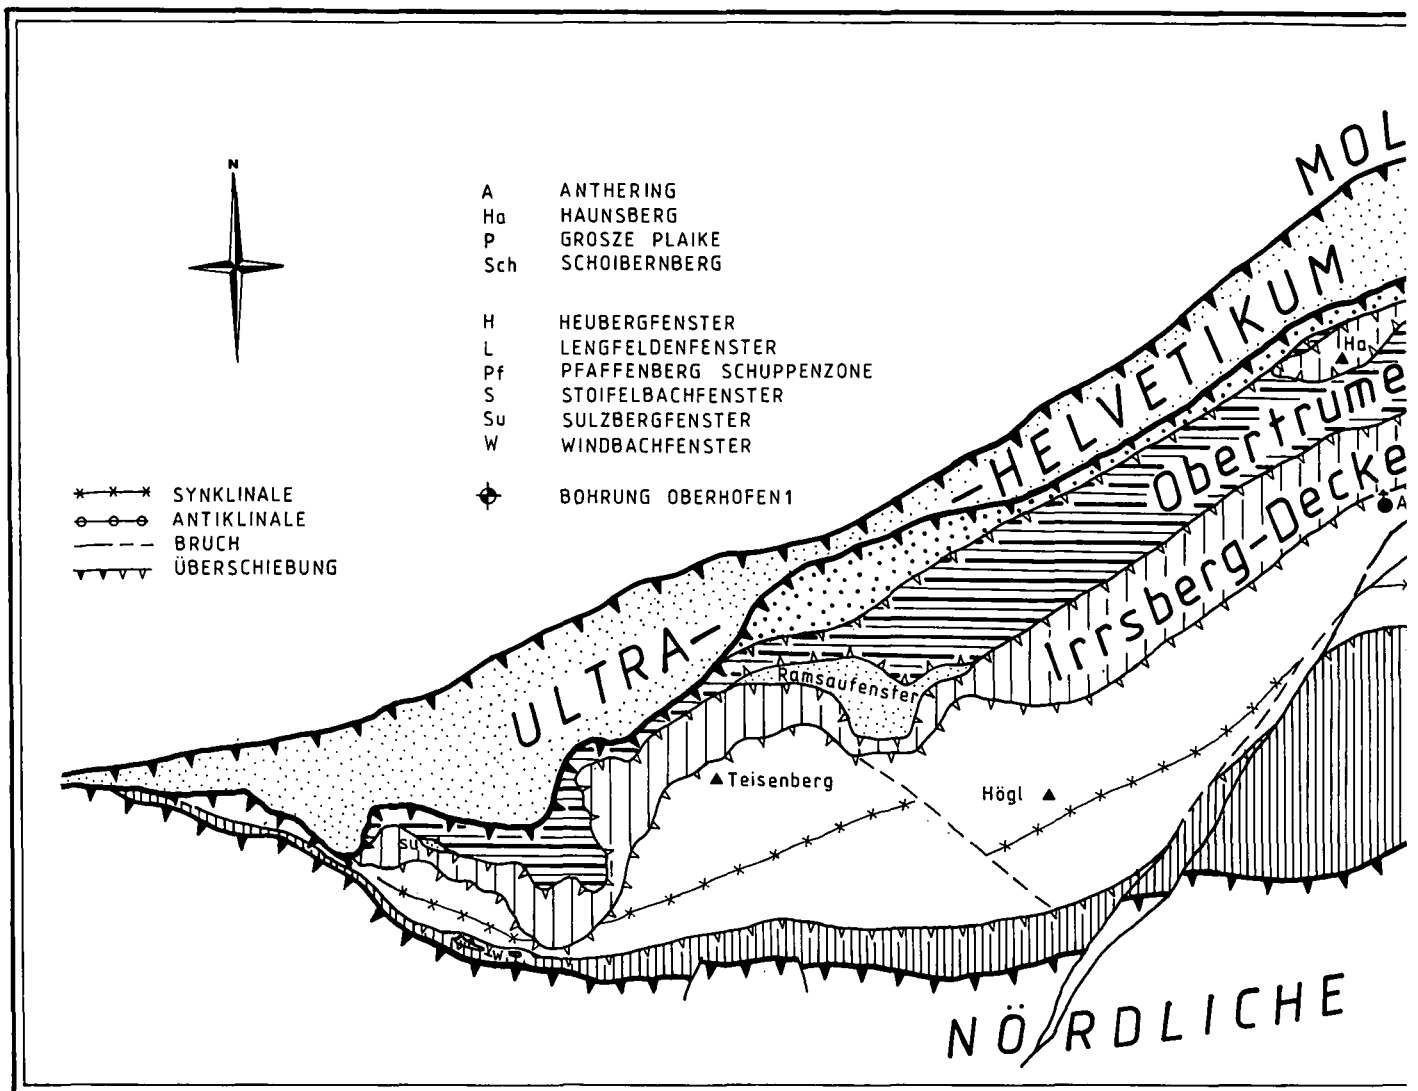 N
A ANTHERING
Ha HAUNSBERG
P GROSZE PLAIKE
Sch SCHOIBERNBERG
H HEUBERGFENSTER
L LENGFELDENFENSTER
Pf PFAFFENBERG SCHUPPENZONE
S STOIFELBACHFENSTER
Su SULZBERGFENSTER
W WINDBACHFENSTER
BOHRUNG OBERHOFEN 1
SYNKLINALE
ANTIKLINALE
BRUCH
ÜBERSCHIEBUNG
MOL
ULTRA-
-HELVETIKUM
Ha
Obertrume
Irrsberg-Decke
A
Ramsaufenster
Teisenberg
Högl
Su
W
W
NÖRDLICHE